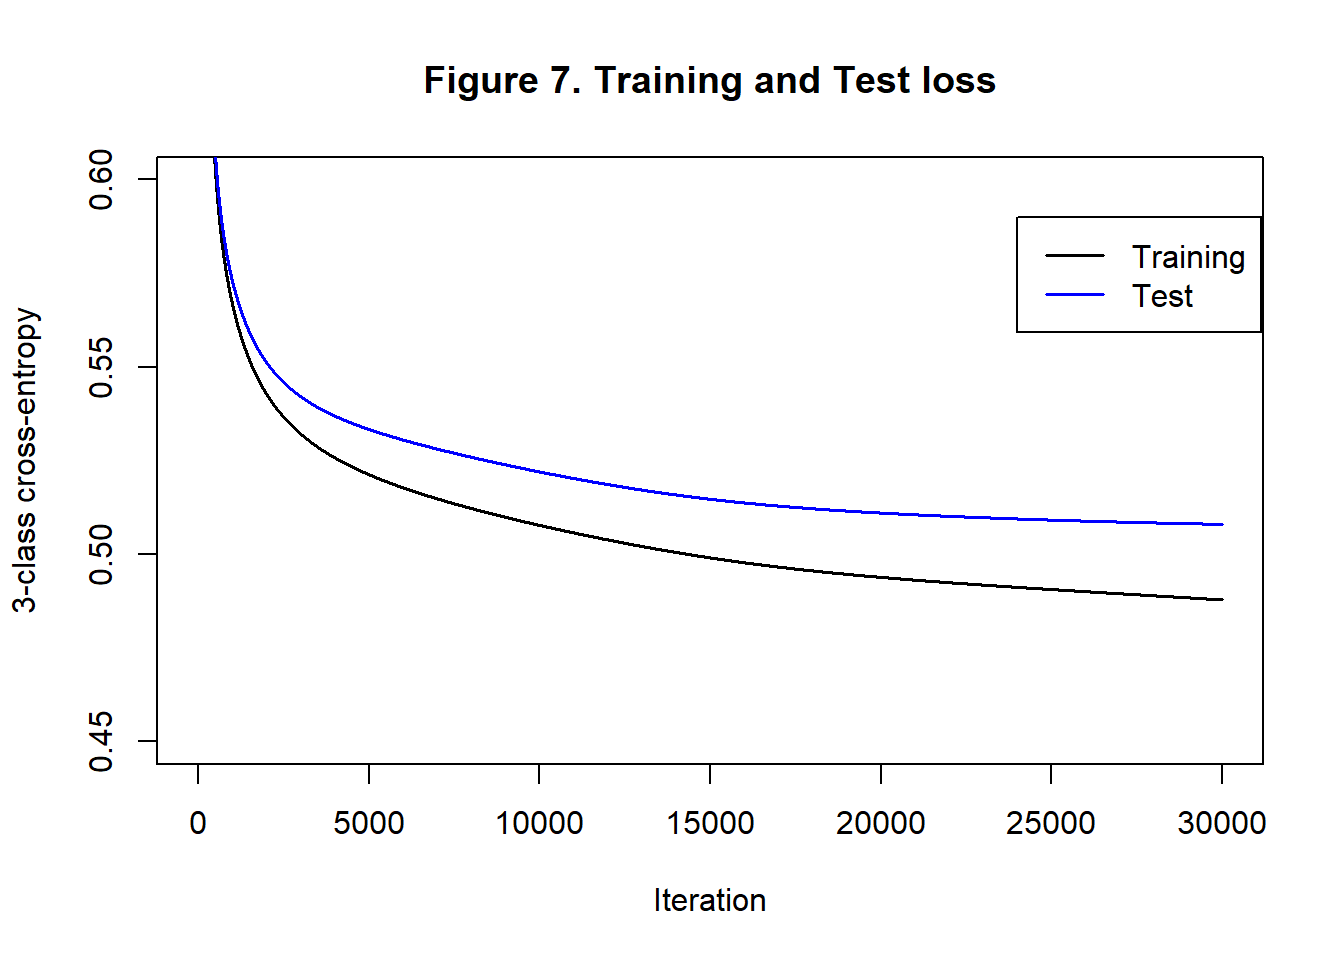 Figure 7. Training and Test loss
3-class cross-entropy
0.60
0.55
0.50
0.45
Training
Test
0 5000 10000 15000 20000 25000 30000
Iteration